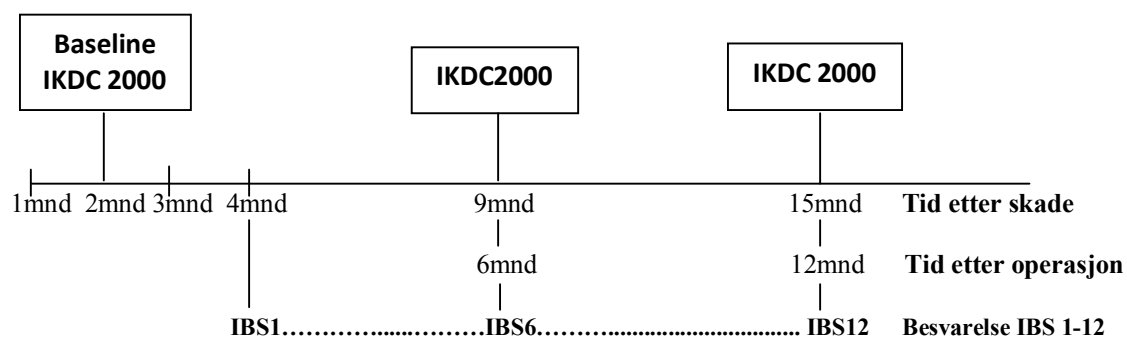 Baseline
IKDC 2000
IKDC2000
IKDC 2000
1mnd 2mnd 3mnd 4mnd 9mnd 15mnd Tid etter skade
6mnd 12mnd Tid etter operasjon
IBS1…………......………IBS6………................................ IBS12 Besvarelse IBS 1-12